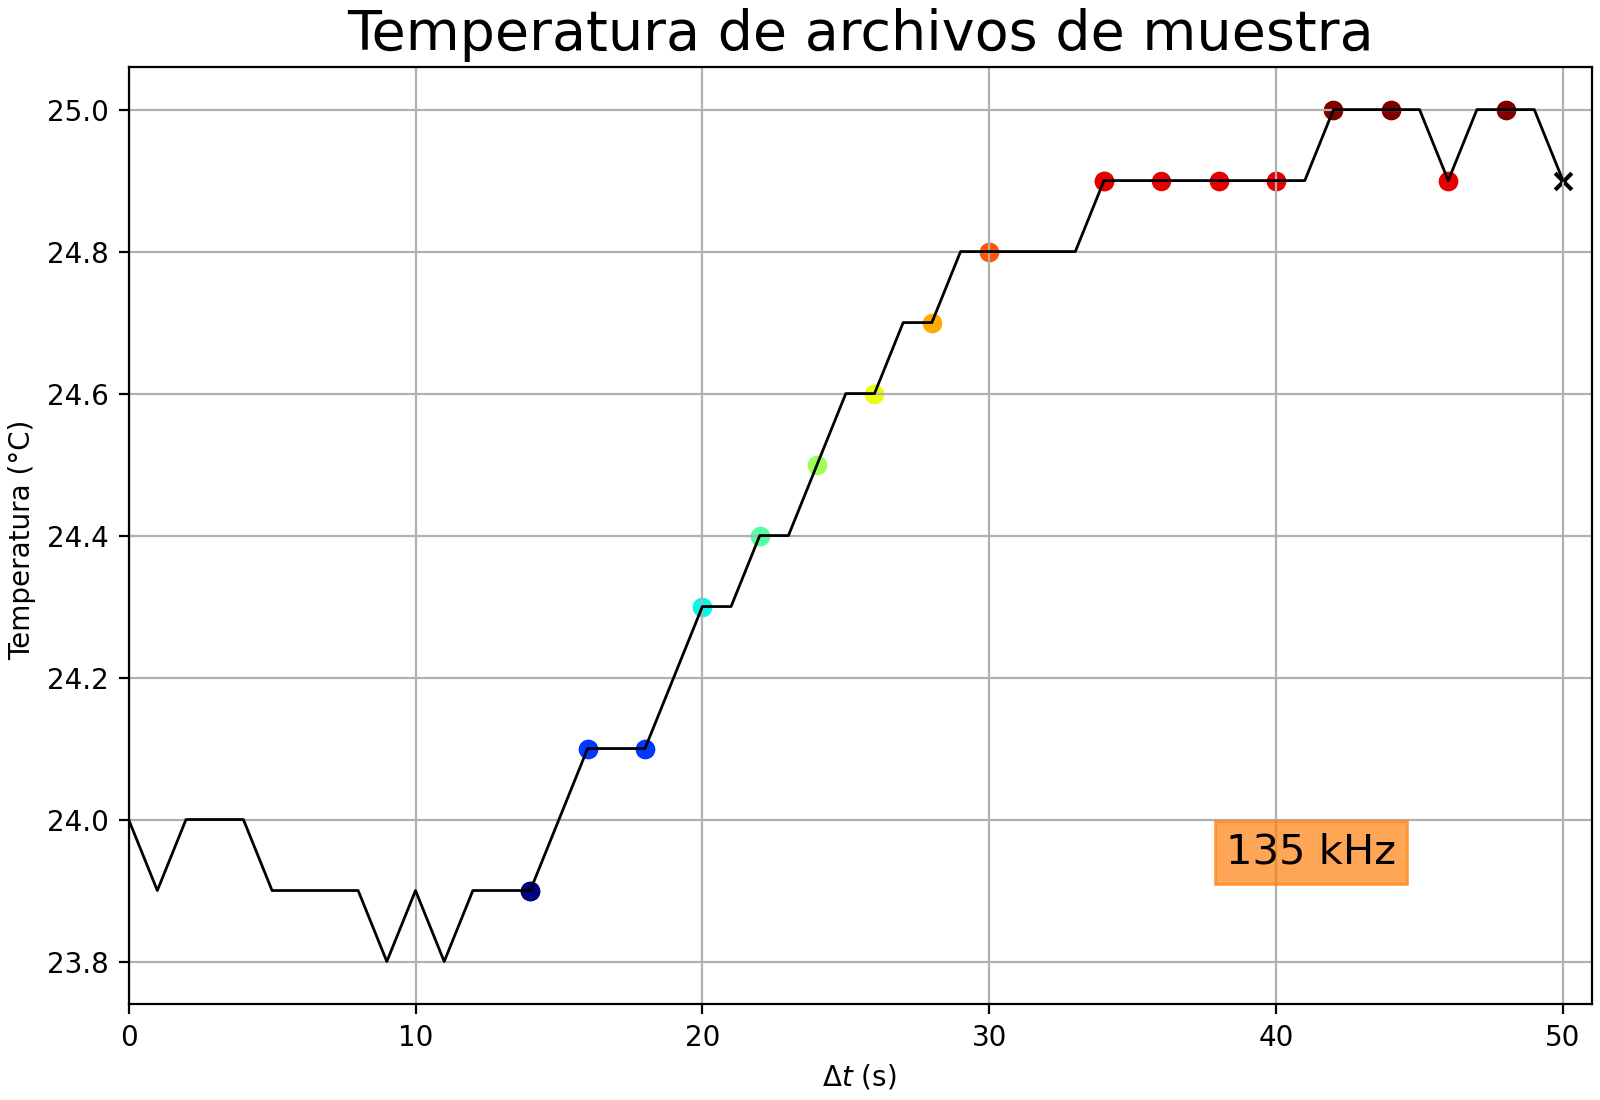 Temperatura de archivos de muestra
Temperatura (°C)
25.0
24.8
24.6
24.4
24.2
24.0
23.8
135 kHz
0 10 20 30 40 50
Δt (s)